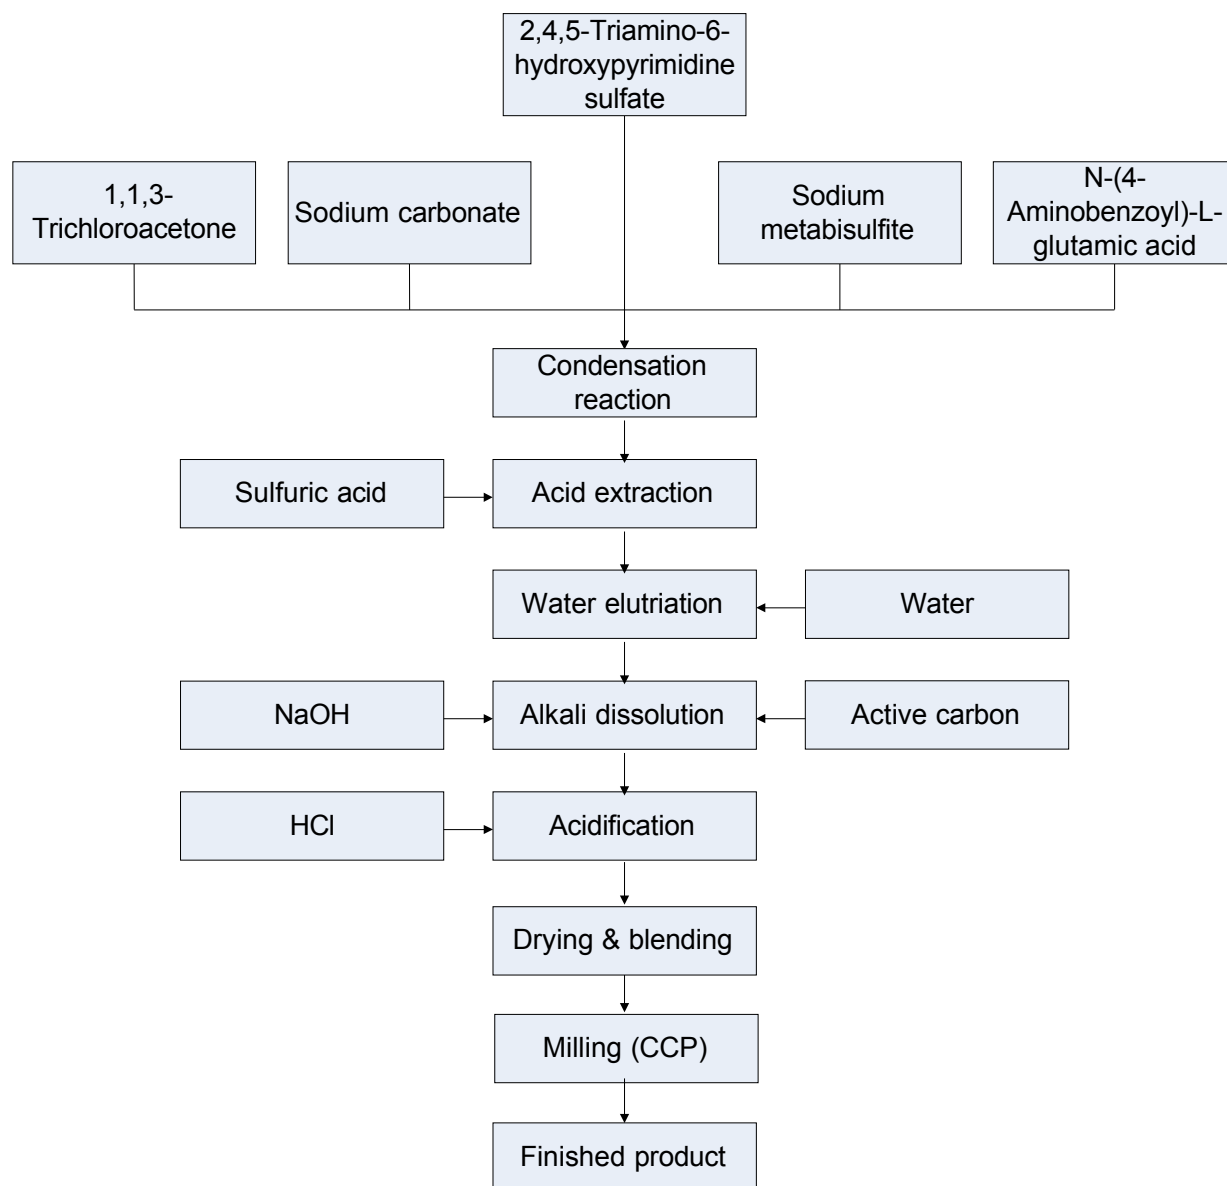 2,4,5-Triamino-6-
hydroxypyrimidine
sulfate
1,1,3-
Trichloroacetone
Sodium carbonate
Sodium
metabisulfite
N-(4-
Aminobenzoyl)-L-
glutamic acid
Condensation
reaction
Sulfuric acid
Acid extraction
Water elutriation
Water
NaOH
Alkali dissolution
Active carbon
HCl
Acidification
Drying & blending
Milling (CCP)
Finished product